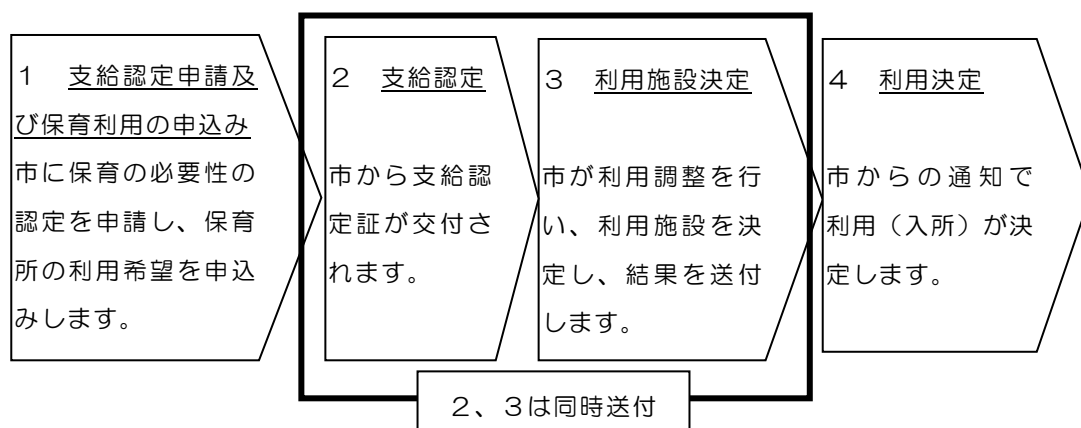 1　支給認定申請及
び保育利用の申込み
市に保育の必要性の
認定を申請し、保育
所の利用希望を申込
みします。
2　支給認定
市から支給認
定証が交付さ
れます。
3　利用施設決定
市が利用調整を行
い、利用施設を決
定し、結果を送付
します。
4　利用決定
市からの通知で
利用（入所）が決
定します。
2、3は同時送付